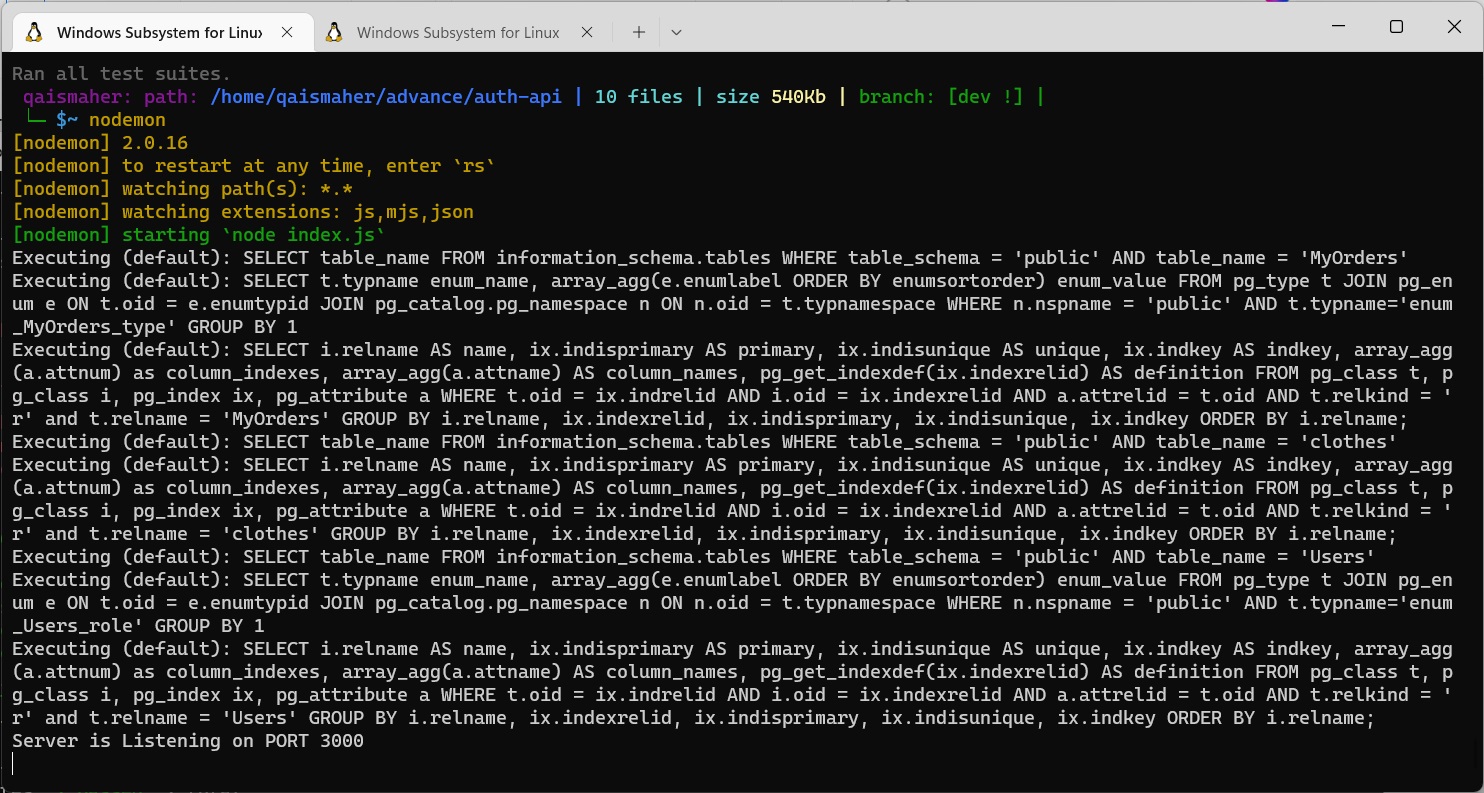 Windows Subsystem for Linux
Windows Subsystem for Linux
Ran all test suites.
qaismaher: path: /home/qaismaher/advance/auth-api | 10 files | size 540Kb | branch: [dev !] |
└─ $~ nodemon
[nodemon] 2.0.16
[nodemon] to restart at any time, enter `rs`
[nodemon] watching path(s): *.*
[nodemon] watching extensions: js,mjs,json
[nodemon] starting `node index.js`
Executing (default): SELECT table_name FROM information_schema.tables WHERE table_schema = 'public' AND table_name = 'MyOrders'
Executing (default): SELECT t.typname enum_name, array_agg(e.enumlabel ORDER BY enumsortorder) enum_value FROM pg_type t JOIN pg_en
um e ON t.oid = e.enumtypid JOIN pg_catalog.pg_namespace n ON n.oid = t.typnamespace WHERE n.nspname = 'public' AND t.typname='enum
_MyOrders_type' GROUP BY 1
Executing (default): SELECT i.relname AS name, ix.indisprimary AS primary, ix.indisunique AS unique, ix.indkey AS indkey, array_agg
(a.attnum) as column_indexes, array_agg(a.attname) AS column_names, pg_get_indexdef(ix.indexrelid) AS definition FROM pg_class t, p
g_class i, pg_index ix, pg_attribute a WHERE t.oid = ix.indrelid AND i.oid = ix.indexrelid AND a.attrelid = t.oid AND t.relkind = '
r' and t.relname = 'MyOrders' GROUP BY i.relname, ix.indexrelid, ix.indisprimary, ix.indisunique, ix.indkey ORDER BY i.relname;
Executing (default): SELECT table_name FROM information_schema.tables WHERE table_schema = 'public' AND table_name = 'clothes'
Executing (default): SELECT i.relname AS name, ix.indisprimary AS primary, ix.indisunique AS unique, ix.indkey AS indkey, array_agg
(a.attnum) as column_indexes, array_agg(a.attname) AS column_names, pg_get_indexdef(ix.indexrelid) AS definition FROM pg_class t, p
g_class i, pg_index ix, pg_attribute a WHERE t.oid = ix.indrelid AND i.oid = ix.indexrelid AND a.attrelid = t.oid AND t.relkind = '
r' and t.relname = 'clothes' GROUP BY i.relname, ix.indexrelid, ix.indisprimary, ix.indisunique, ix.indkey ORDER BY i.relname;
Executing (default): SELECT table_name FROM information_schema.tables WHERE table_schema = 'public' AND table_name = 'Users'
Executing (default): SELECT t.typname enum_name, array_agg(e.enumlabel ORDER BY enumsortorder) enum_value FROM pg_type t JOIN pg_en
um e ON t.oid = e.enumtypid JOIN pg_catalog.pg_namespace n ON n.oid = t.typnamespace WHERE n.nspname = 'public' AND t.typname='enum
_Users_role' GROUP BY 1
Executing (default): SELECT i.relname AS name, ix.indisprimary AS primary, ix.indisunique AS unique, ix.indkey AS indkey, array_agg
(a.attnum) as column_indexes, array_agg(a.attname) AS column_names, pg_get_indexdef(ix.indexrelid) AS definition FROM pg_class t, p
g_class i, pg_index ix, pg_attribute a WHERE t.oid = ix.indrelid AND i.oid = ix.indexrelid AND a.attrelid = t.oid AND t.relkind = '
r' and t.relname = 'Users' GROUP BY i.relname, ix.indexrelid, ix.indisprimary, ix.indisunique, ix.indkey ORDER BY i.relname;
Server is Listening on PORT 3000